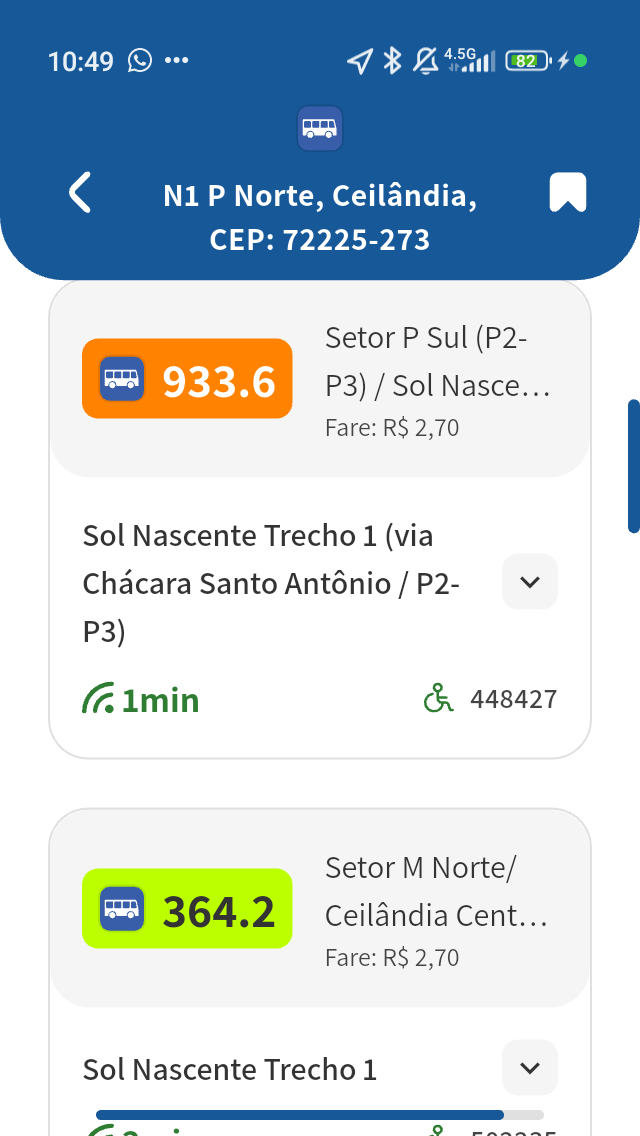 10:49
4.5G
82
N1 P Norte, Ceilândia,
CEP: 72225-273
933.6
Setor P Sul (P2-
P3) / Sol Nasce…
Fare: R$ 2,70
Sol Nascente Trecho 1 (via
Chácara Santo Antônio / P2-
P3)
1min
448427
364.2
Setor M Norte/
Ceilândia Cent…
Fare: R$ 2,70
Sol Nascente Trecho 1